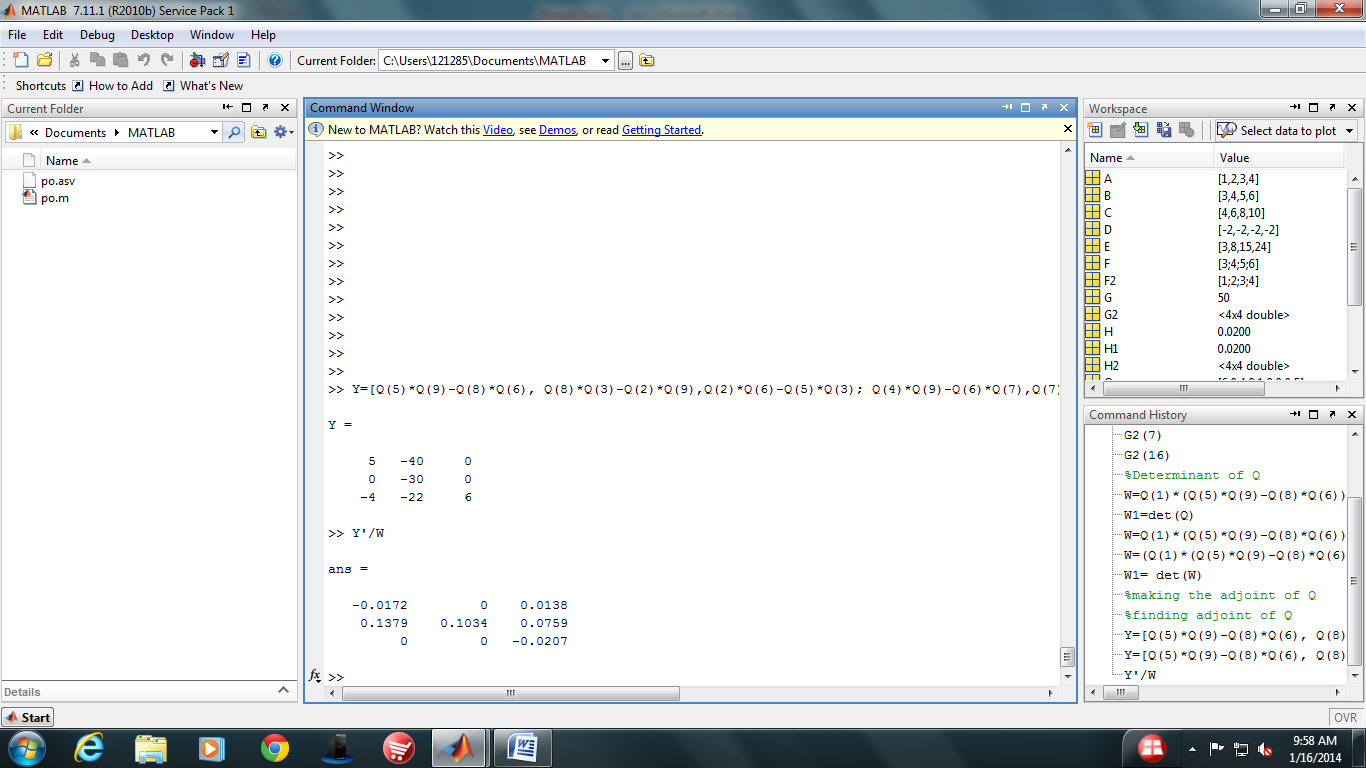 MATLAB 7.11.1 (R2010b) Service Pack 1
File Edit Debug Desktop Window Help
Current Folder: C:\Users\121285\Documents\MATLAB
Shortcuts How to Add What's New
Current Folder
« Documents MATLAB
Name
po.asv
po.m
Details
Command Window
New to MATLAB? Watch this Video, see Demos, or read Getting Started.
>>
>>
>>
>>
>>
>>
>>
>>
>>
>>
>>
>>
>>
>> Y=[Q(5)*Q(9)-Q(8)*Q(6), Q(8)*Q(3)-Q(2)*Q(9),Q(2)*Q(6)-Q(5)*Q(3); Q(4)*Q(9)-Q(6)*Q(7),Q(7)
Y =
5 -40 0
0 -30 0
-4 -22 6
>> Y'/W
ans =
-0.0172 0 0.0138
0.1379 0.1034 0.0759
0 0 -0.0207
fx >>
Workspace
Select data to plot
Name Value
A [1,2,3,4]
B [3,4,5,6]
C [4,6,8,10]
D [-2,-2,-2,-2]
E [3,8,15,24]
F [3;4;5;6]
F2 [1;2;3;4]
G 50
G2 <4x4 double>
H 0.0200
H1 0.0200
H2 <4x4 double>
Command History
G2(7)
G2(16)
%Determinant of Q
W=Q(1)*(Q(5)*Q(9)-Q(8)*Q(6))
W1=det(Q)
W=Q(1)*(Q(5)*Q(9)-Q(8)*Q(6))
W=(Q(1)*(Q(5)*Q(9)-Q(8)*Q(6)
W1= det(W)
%making the adjoint of Q
%finding adjoint of Q
Y=[Q(5)*Q(9)-Q(8)*Q(6), Q(8)
Y=[Q(5)*Q(9)-Q(8)*Q(6), Q(8)
Y'/W
Start
OVR
9:58 AM
1/16/2014